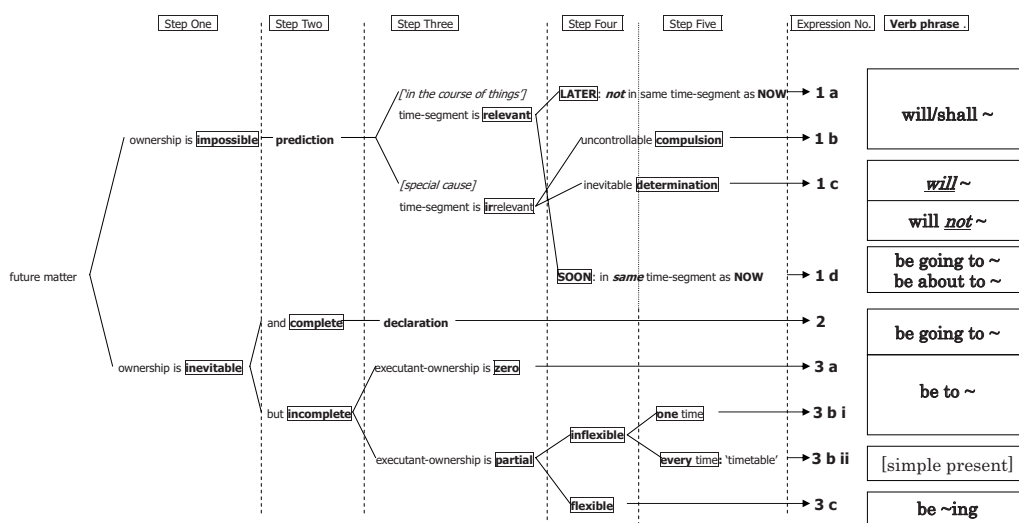 Step One Step Two Step Three Step Four Step Five Expression No. Verb phrase .
['in the course of things'] LATER: not in same time-segment as NOW 1 a
time-segment is relevant
will/shall ~
ownership is impossible prediction uncontrollable compulsion 1 b
[special cause] inevitable determination 1 c will ~
time-segment is irrelevant
will not ~
future matter SOON: in same time-segment as NOW 1 d be going to ~
be about to ~
and complete declaration 2 be going to ~
ownership is inevitable executant-ownership is zero 3 a
be to ~
but incomplete one time 3 b i
inflexible
executant-ownership is partial every time: 'timetable' 3 b ii [simple present]
flexible 3 c be ~ing